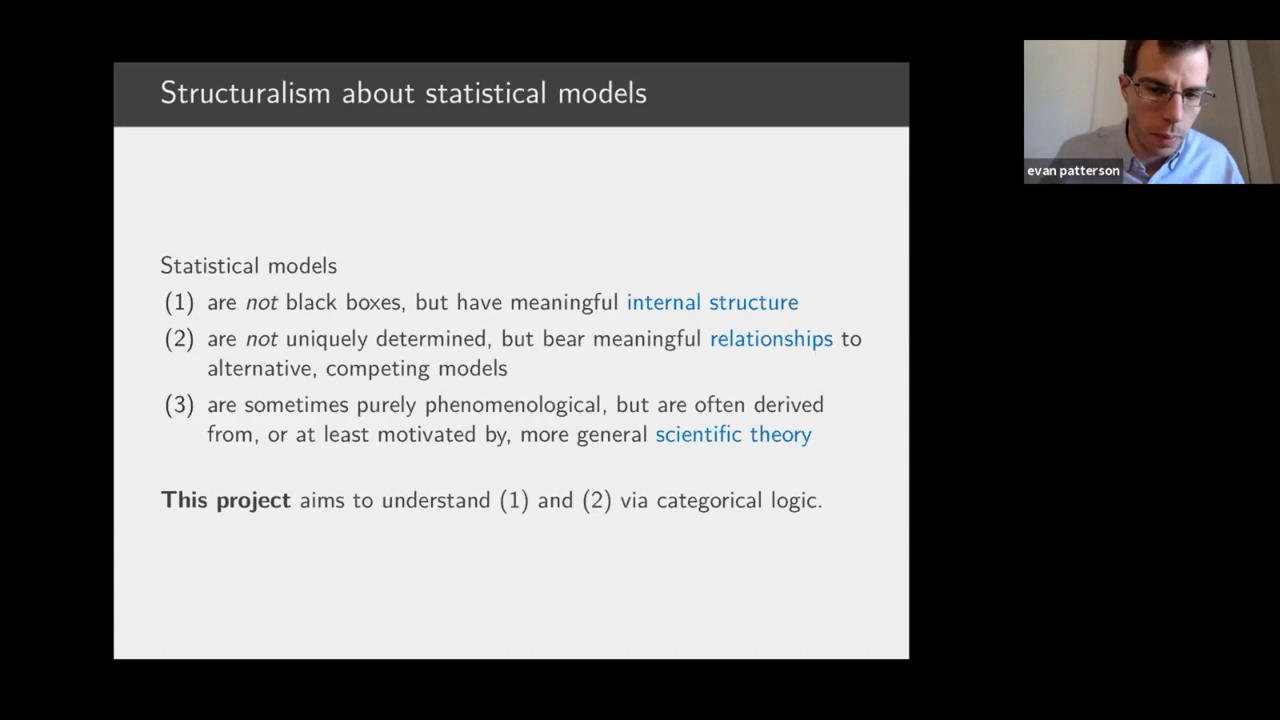 Structuralism about statistical models
evan patterson
Statistical models
(1) are not black boxes, but have meaningful internal structure
(2) are not uniquely determined, but bear meaningful relationships to
alternative, competing models
(3) are sometimes purely phenomenological, but are often derived
from, or at least motivated by, more general scientific theory
This project aims to understand (1) and (2) via categorical logic.